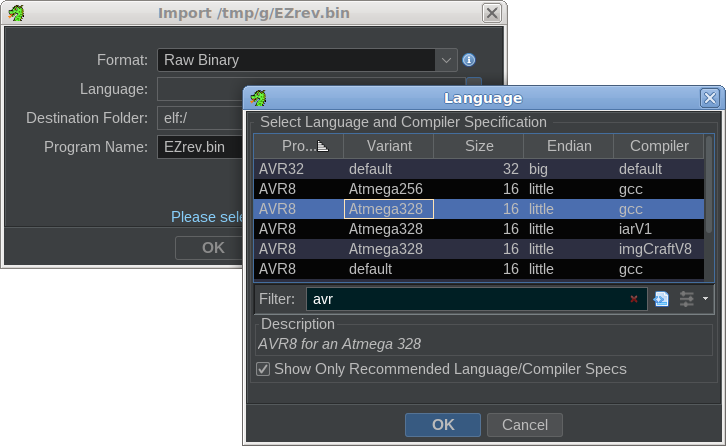 Import /tmp/g/EZrev.bin
Format: Raw Binary
Language:
Destination Folder: elf:/
Program Name: EZrev.bin
Please sele
OK
Language
Select Language and Compiler Specification
Pro... Variant Size Endian Compiler
AVR32 default 32 big default
AVR8 Atmega256 16 little gcc
AVR8 Atmega328 16 little gcc
AVR8 Atmega328 16 little iarV1
AVR8 Atmega328 16 little imgCraftV8
AVR8 default 16 little gcc
Filter: avr
Description
AVR8 for an Atmega 328
Show Only Recommended Language/Compiler Specs
OK Cancel